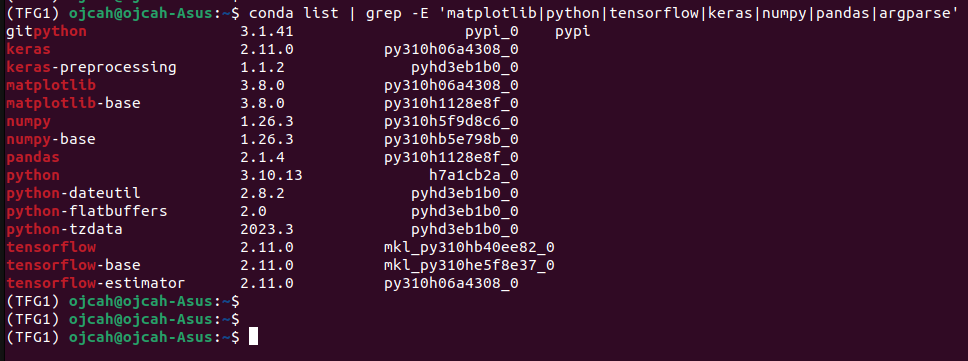 (TFG1) ojcah@ojcah-Asus:~$ conda list | grep -E 'matplotlib|python|tensorflow|keras|numpy|pandas|argparse'
gitpython 3.1.41 pypi_0 pypi
keras 2.11.0 py310h06a4308_0
keras-preprocessing 1.1.2 pyhd3eb1b0_0
matplotlib 3.8.0 py310h06a4308_0
matplotlib-base 3.8.0 py310h1128e8f_0
numpy 1.26.3 py310h5f9d8c6_0
numpy-base 1.26.3 py310hb5e798b_0
pandas 2.1.4 py310h1128e8f_0
python 3.10.13 h7a1cb2a_0
python-dateutil 2.8.2 pyhd3eb1b0_0
python-flatbuffers 2.0 pyhd3eb1b0_0
python-tzdata 2023.3 pyhd3eb1b0_0
tensorflow 2.11.0 mkl_py310hb40ee82_0
tensorflow-base 2.11.0 mkl_py310he5f8e37_0
tensorflow-estimator 2.11.0 py310h06a4308_0
(TFG1) ojcah@ojcah-Asus:~$
(TFG1) ojcah@ojcah-Asus:~$
(TFG1) ojcah@ojcah-Asus:~$